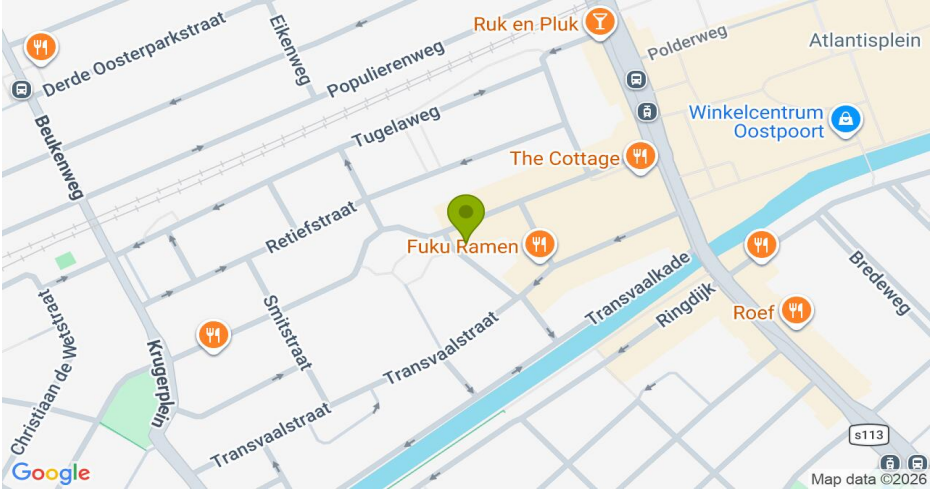 Ruk en Pluk
Polderweg
Atlantisplein
Derde Oosterparkstraat
Eikenweg
Populierenweg
Beukenweg
Tugelaweg
Winkelcentrum
Oostpoort
The Cottage
Retiefstraat
Fuku Ramen
Transvaalkade
Bredeweg
Smitstraat
Ringdijk
Roef
Christiaan de Wetstraat
Krugerplein
Transvaalstraat
Transvaalstraat
s113
Google
Map data ©2026